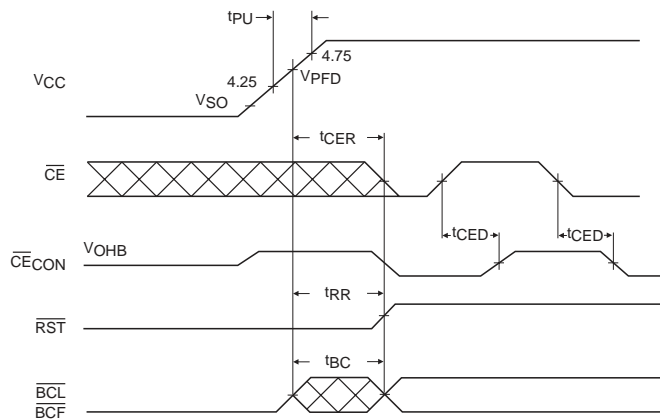 tPU
4.75
4.25
VPFD
VCC
VSO
tCER
CE
tCED
tCED
VOHB
CECON
tRR
RST
tBC
BCL
BCF